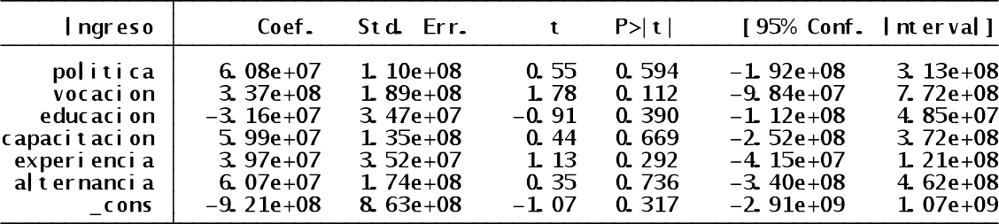 Ingreso Coef. Std. Err. t P>|t| [95% Conf. Interval]
politica 6.08e+07 1.10e+08 0.55 0.594 -1.92e+08 3.13e+08
vocacion 3.37e+08 1.89e+08 1.78 0.112 -9.84e+07 7.72e+08
educacion -3.16e+07 3.47e+07 -0.91 0.390 -1.12e+08 4.85e+07
capacitacion 5.99e+07 1.35e+08 0.44 0.669 -2.52e+08 3.72e+08
experiencia 3.97e+07 3.52e+07 1.13 0.292 -4.15e+07 1.21e+08
alternancia 6.07e+07 1.74e+08 0.35 0.736 -3.40e+08 4.62e+08
_cons -9.21e+08 8.63e+08 -1.07 0.317 -2.91e+09 1.07e+09